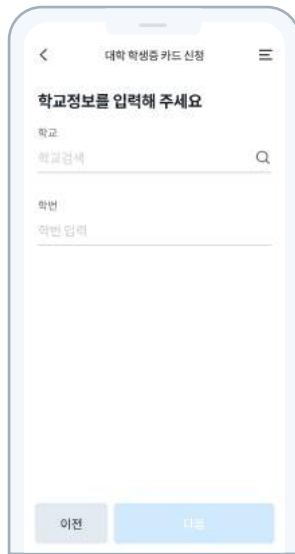 대학 학생증 카드 신청
학교정보를 입력해 주세요
학교
학교검색
학번
학번 입력
이전
다음